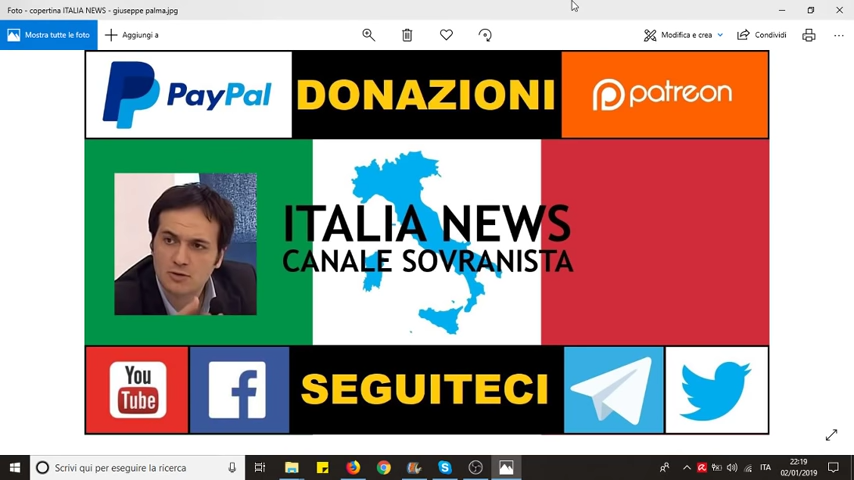 Foto - copertina ITALIA NEWS - giuseppe palma.jpg
Mostra tutte le foto
Aggiungi a
Modifica e crea
Condividi
PayPal
DONAZIONI
patreon
ITALIA NEWS
CANALE SOVRANISTA
You
Tube
f
SEGUITECI
Scrivi qui per eseguire la ricerca
ITA
22:19
02/01/2019